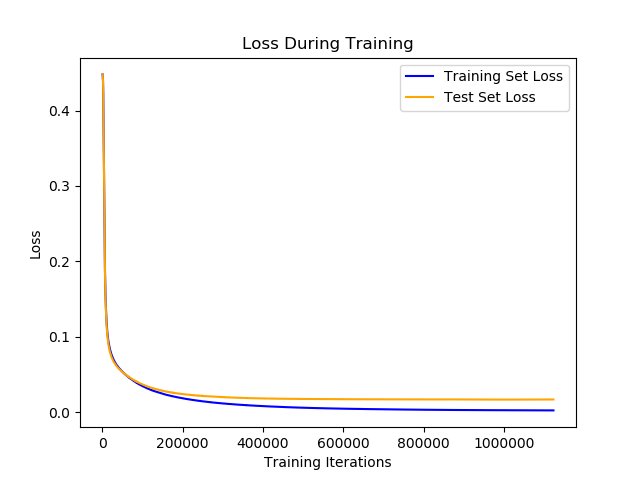 Loss During Training
Training Set Loss
Test Set Loss
Loss
0.4
0.3
0.2
0.1
0.0
0 200000 400000 600000 800000 1000000
Training Iterations